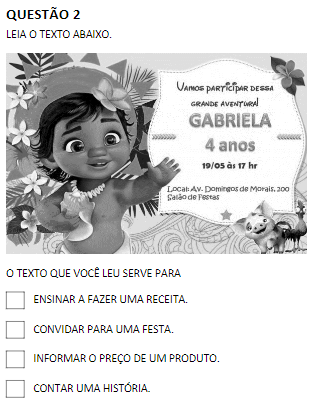 QUESTÃO 2
LEIA O TEXTO ABAIXO.
VAMOS PARTICIPAR DESSA
GRANDE AVENTURA!
GABRIELA
4 anos
19/05 às 17 hr
Local: Av. Domingos de Morais, 200
Salão de Festas
O TEXTO QUE VOCÊ LEU SERVE PARA
ENSINAR A FAZER UMA RECEITA.
CONVIDAR PARA UMA FESTA.
INFORMAR O PREÇO DE UM PRODUTO.
CONTAR UMA HISTÓRIA.